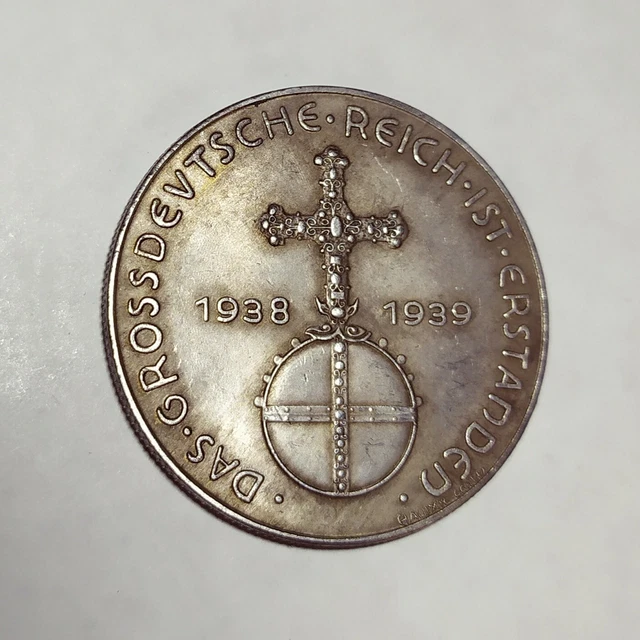 DAS·GROSSDEVTSCHE·REICH·IST·ERSTANDEN
1938 1939